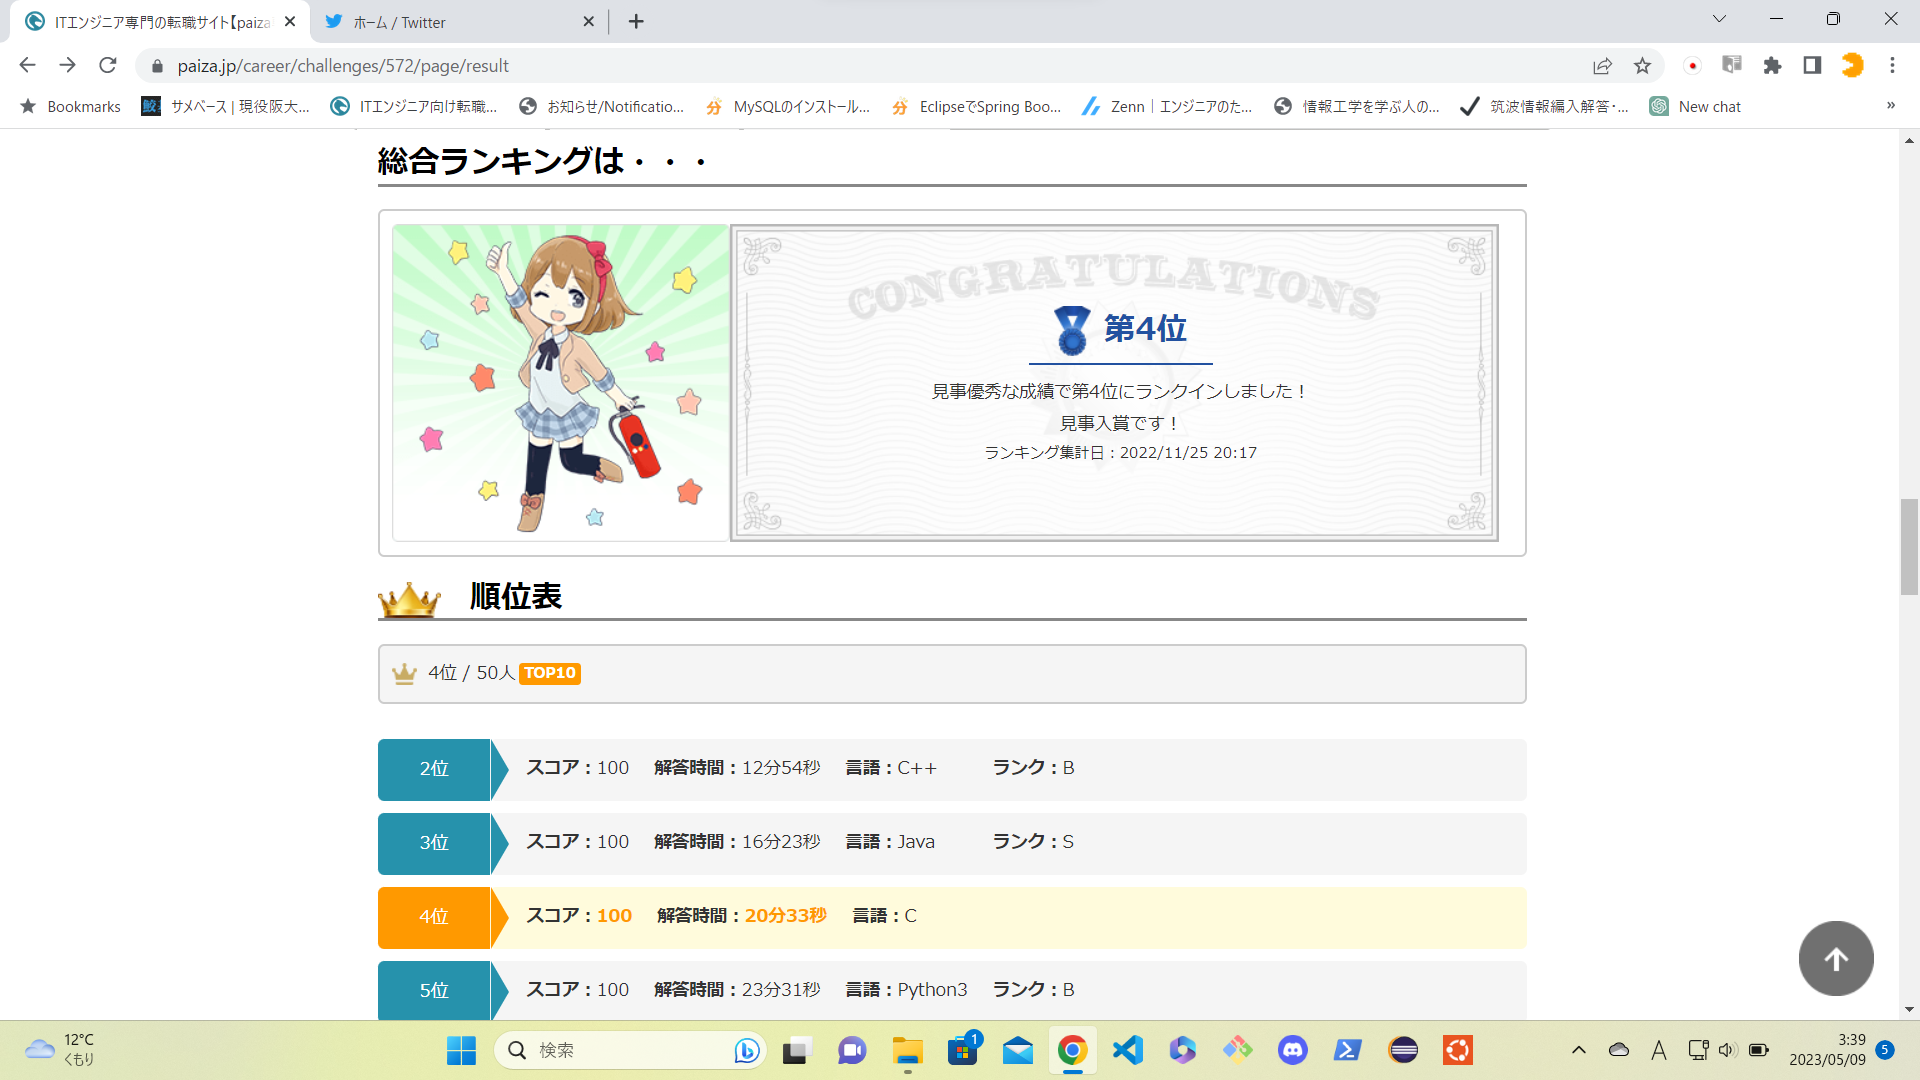 ITエンジニア専門の転職サイト【paiza
ホーム / Twitter
paiza.jp/career/challenges/572/page/result
Bookmarks
サメベース | 現役阪大...
ITエンジニア向け転職...
お知らせ/Notificatio...
MySQLのインストール...
EclipseでSpring Boo...
Zenn｜エンジニアのた...
情報工学を学ぶ人の...
筑波情報編入解答・...
New chat
総合ランキングは・・・
CONGRATULATIONS
第4位
見事優秀な成績で第4位にランクインしました！
見事入賞です！
ランキング集計日：2022/11/25 20:17
順位表
4位 / 50人 TOP10
2位 スコア：100 解答時間：12分54秒 言語：C++ ランク：B
3位 スコア：100 解答時間：16分23秒 言語：Java ランク：S
4位 スコア：100 解答時間：20分33秒 言語：C
5位 スコア：100 解答時間：23分31秒 言語：Python3 ランク：B
12°C
くもり
検索
1
A
3:39
2023/05/09
5